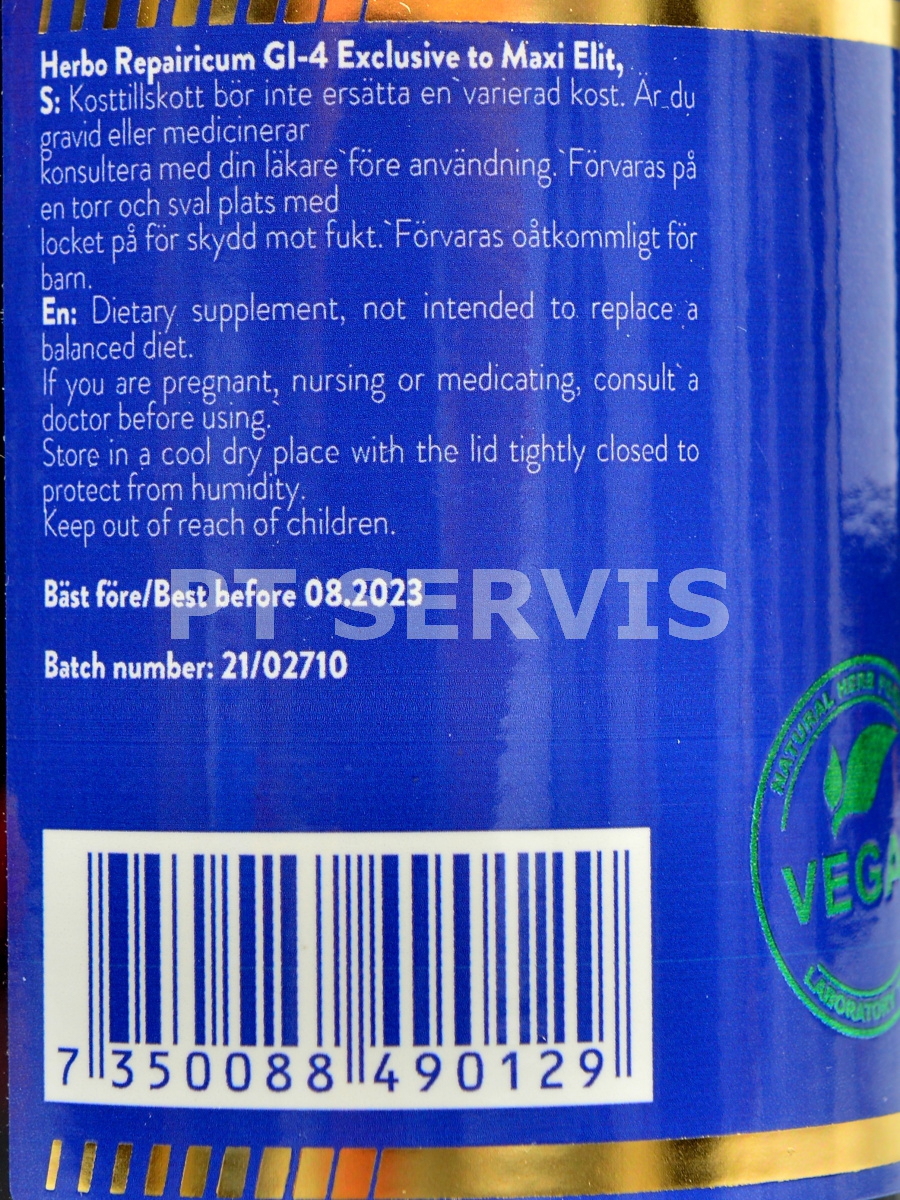 Herbo Repairicum GI-4 Exclusive to Maxi Elit,
S: Kosttillskott bör inte ersätta en`varierad kost. Är du
gravid eller medicinerar
konsultera med din läkare`före användning.`Förvaras på
en torr och sval plats med
locket på för skydd mot fukt.`Förvaras oåtkommligt för
barn.
En: Dietary supplement, not intended to replace a
balanced diet.
If you are pregnant, nursing or medicating, consult`a
doctor before using.`
Store in a cool dry place with the lid tightly closed to
protect from humidity.
Keep out of reach of children.
Bäst före/Best before 08.2023
PT SERVIS
Batch number: 21/02710
NATURAL HERB
VEGA
LABORATORY
7 350088 490129